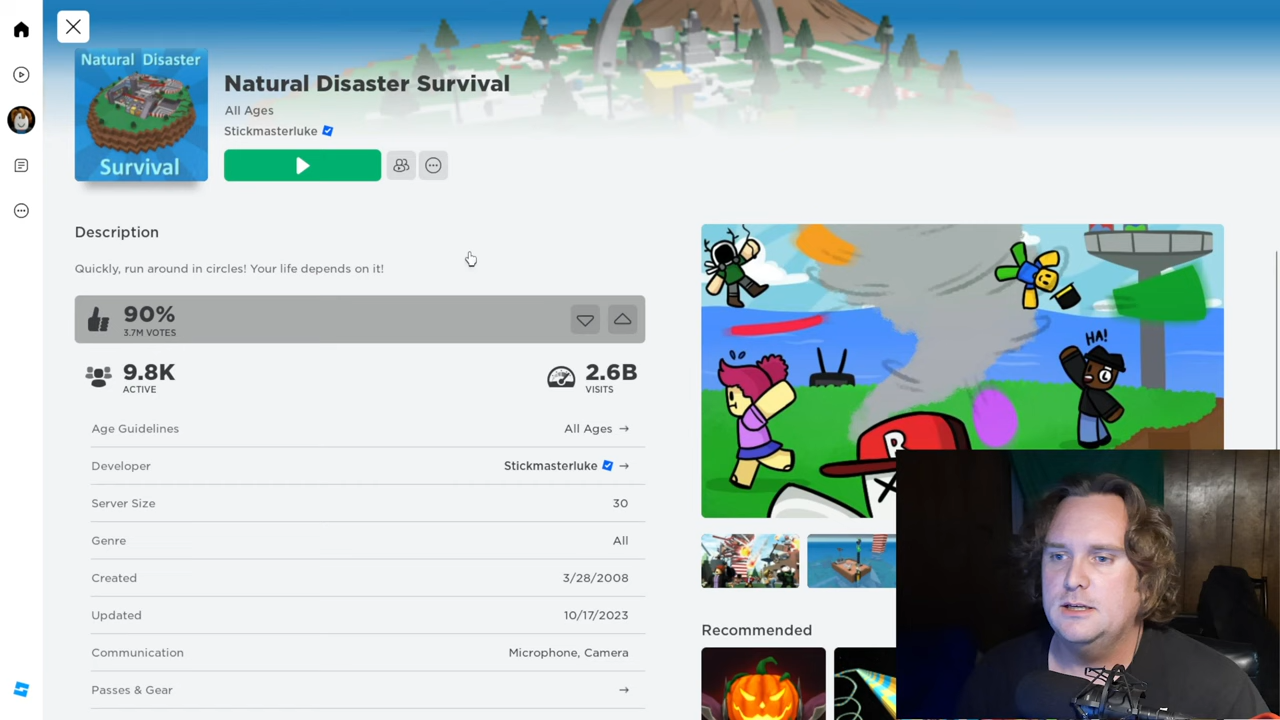 Natural Disaster
Survival
Natural Disaster Survival
All Ages
Stickmasterluke
Description
Quickly, run around in circles! Your life depends on it!
90%
3.7M VOTES
9.8K
ACTIVE
2.6B
VISITS
Age Guidelines
All Ages →
Developer
Stickmasterluke →
Server Size
30
Genre
All
Created
3/28/2008
Updated
10/17/2023
Communication
Microphone, Camera
Passes & Gear
→
HA!
R
Recommended